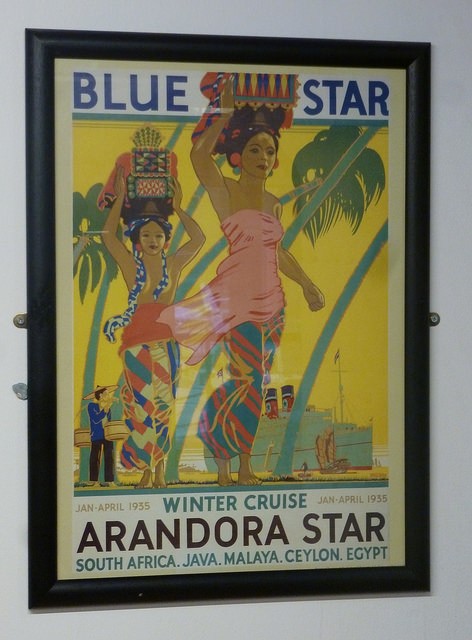 BLUE STAR
JAN-APRIL 1935 WINTER CRUISE JAN-APRIL 1935
ARANDORA STAR
SOUTH AFRICA. JAVA. MALAYA. CEYLON. EGYPT